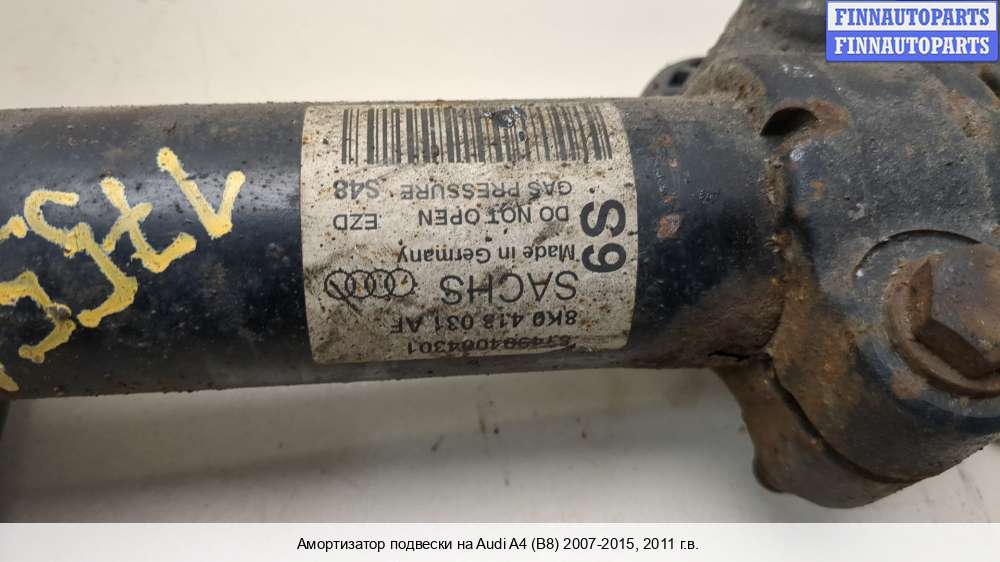 FINNAUTOPARTS
FINNAUTOPARTS
8K0 413 031 AF
SACHS
Made in Germany
S9
DO NOT OPEN EZD
GAS PRESSURE S48
Амортизатор подвески на Audi A4 (B8) 2007-2015, 2011 г.в.